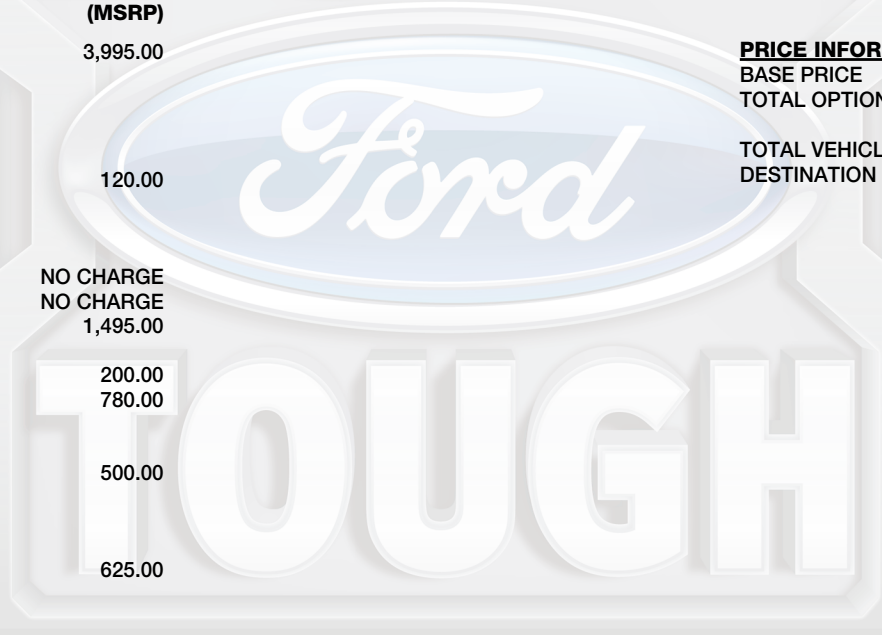 (MSRP)
3,995.00
120.00
NO CHARGE
NO CHARGE
1,495.00
200.00
780.00
500.00
625.00
PRICE INFOR
BASE PRICE
TOTAL OPTION
TOTAL VEHICL
DESTINATION
Ford
TOUGH